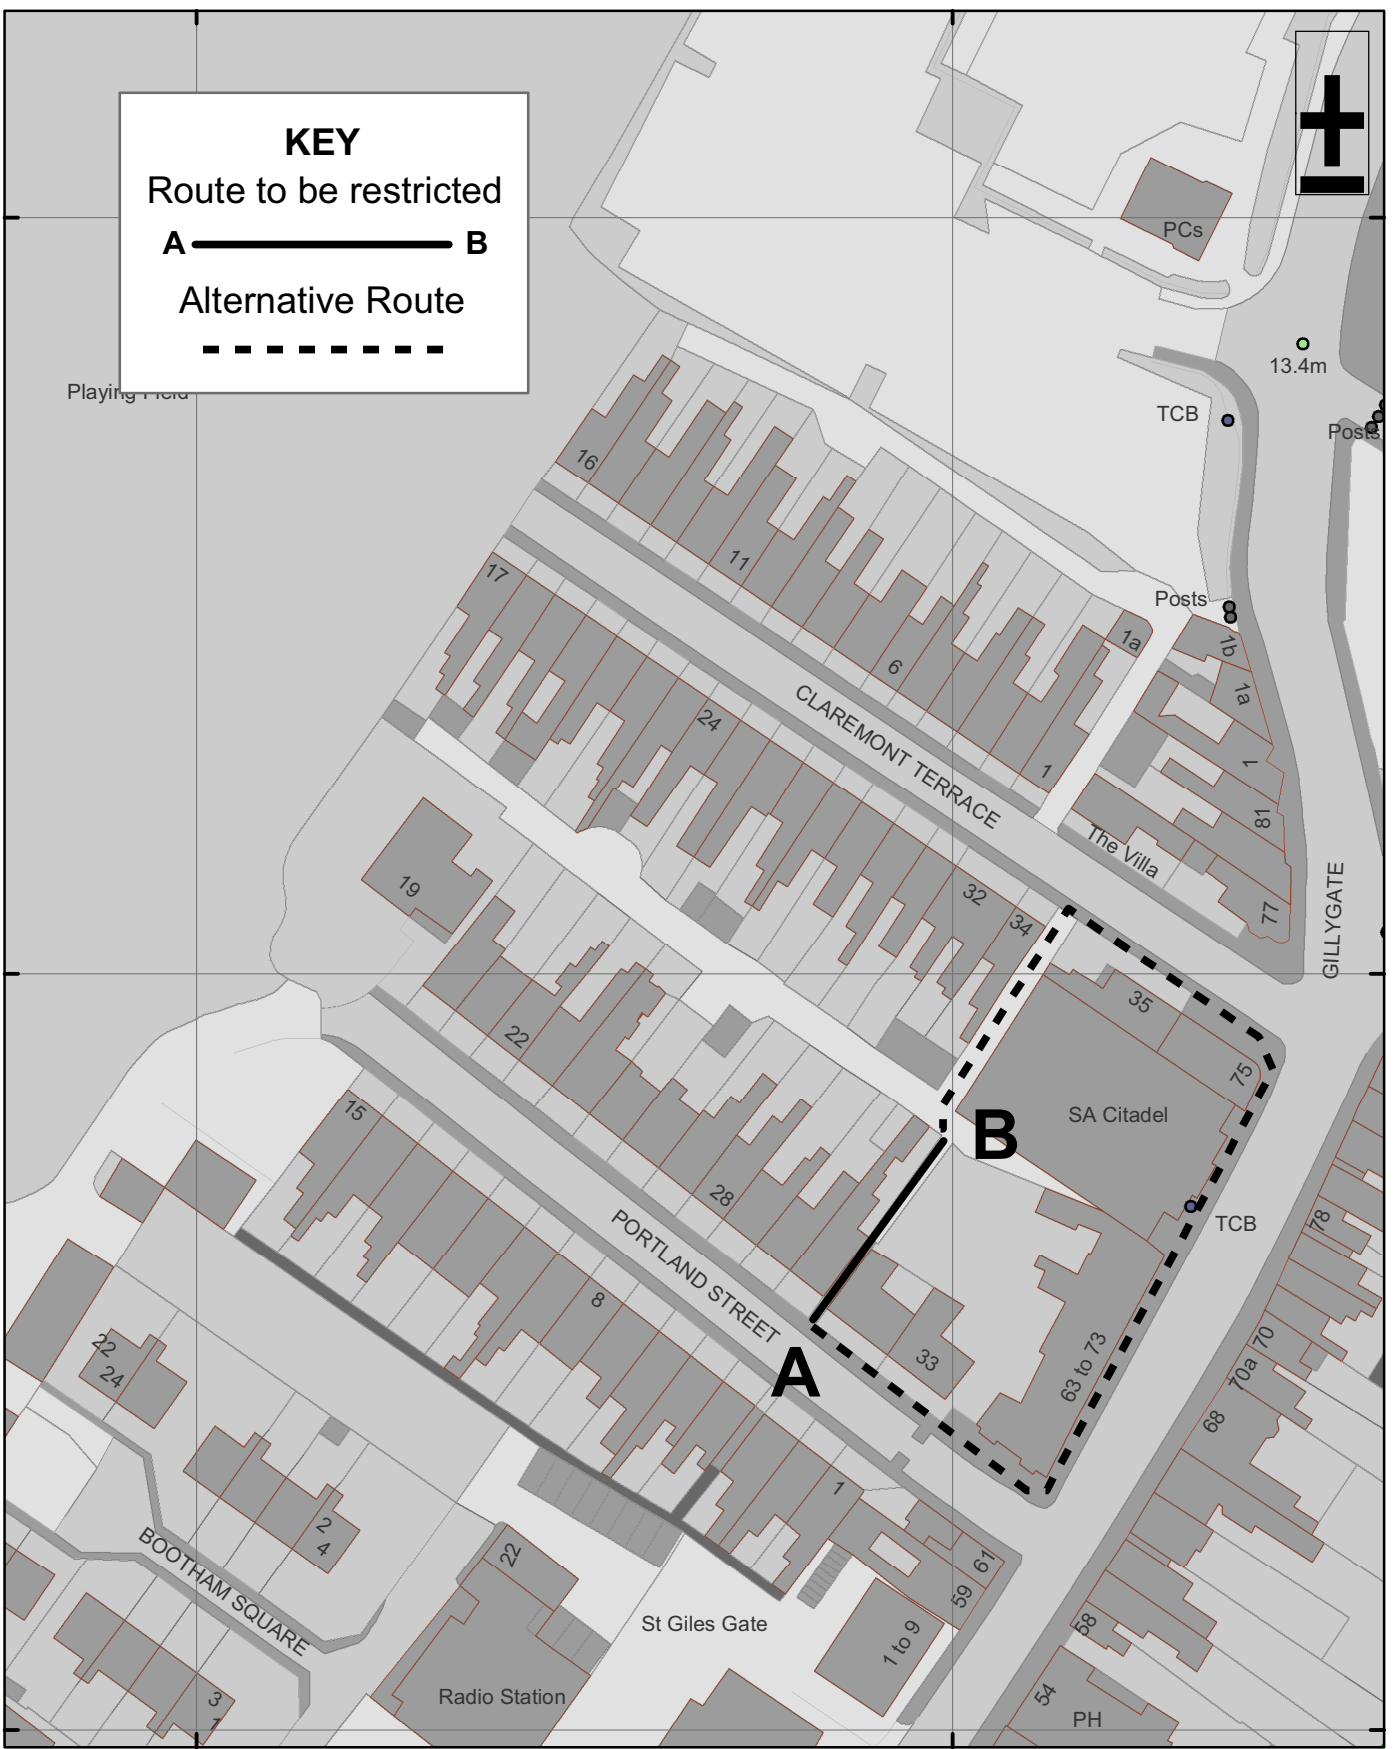 KEY
Route to be restricted
A B
Alternative Route
Playing Field
PCs
13.4m
TCB
Posts
16
11
17
Posts
1a
1b
6
1a
24
CLAREMONT TERRACE
1
1
81
The Villa
19
32
34
77
GILLYGATE
35
22
75
15
SA Citadel
B
28
TCB
78
PORTLAND STREET
8
22
24
A
33
63 to 73
70
70a
68
1
2
4
BOOTHAM SQUARE
22
61
59
St Giles Gate
1 to 9
58
Radio Station
3
1
54
PH